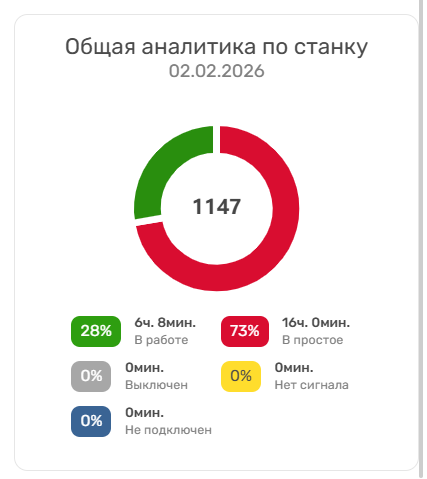 Общая аналитика по станку
02.02.2026
1147
28% 6ч. 8мин. 73% 16ч. 0мин.
В работе В простое
0% 0мин. 0% 0мин.
Выключен Нет сигнала
0% 0мин.
Не подключен